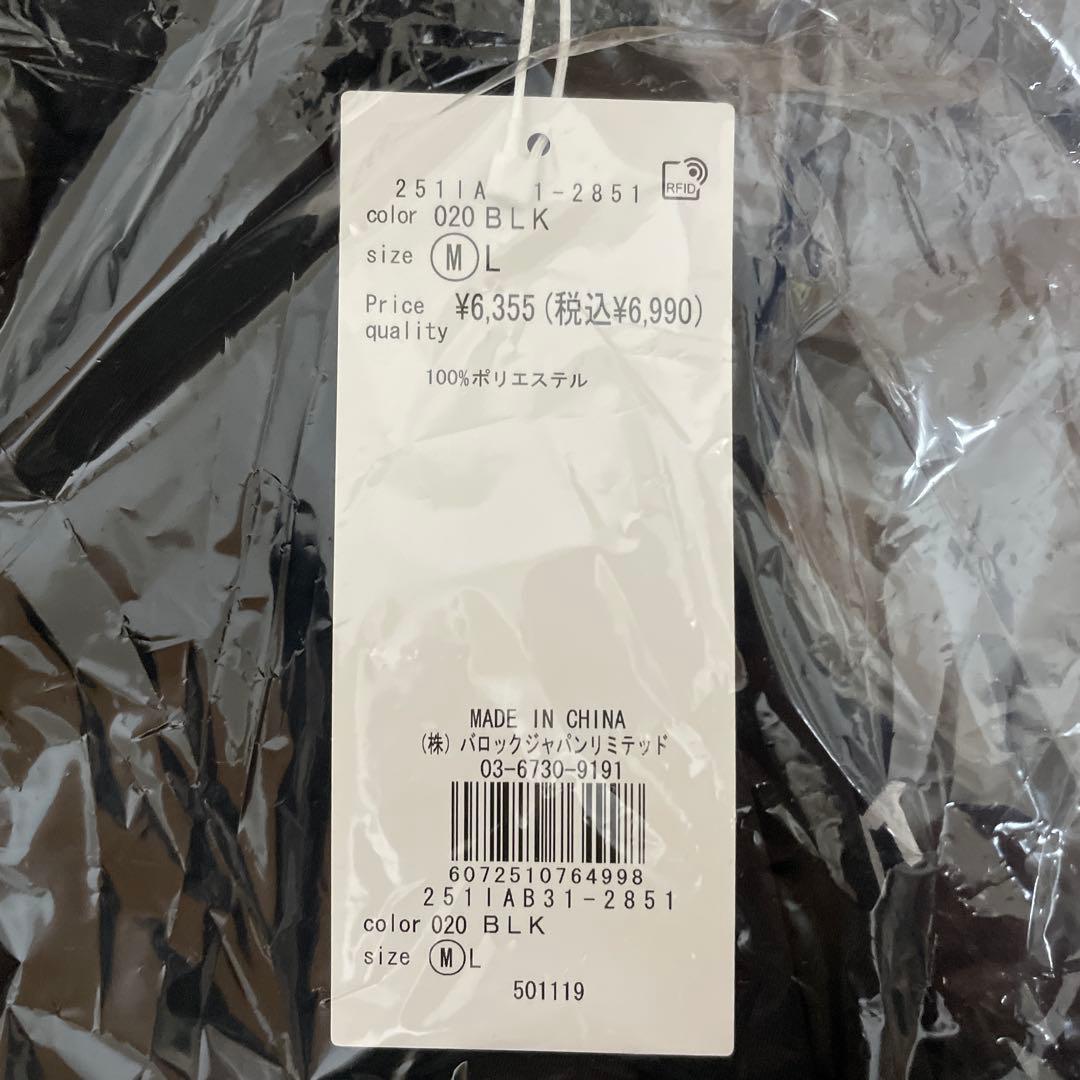 251IA 1-2851
RFID
color 020 BLK
size M L
Price ¥6,355(税込¥6,990)
quality
100%ポリエステル
MADE IN CHINA
(株)バロックジャパンリミテッド
03-6730-9191
6072510764998
251IAB31-2851
color 020 BLK
size M L
501119